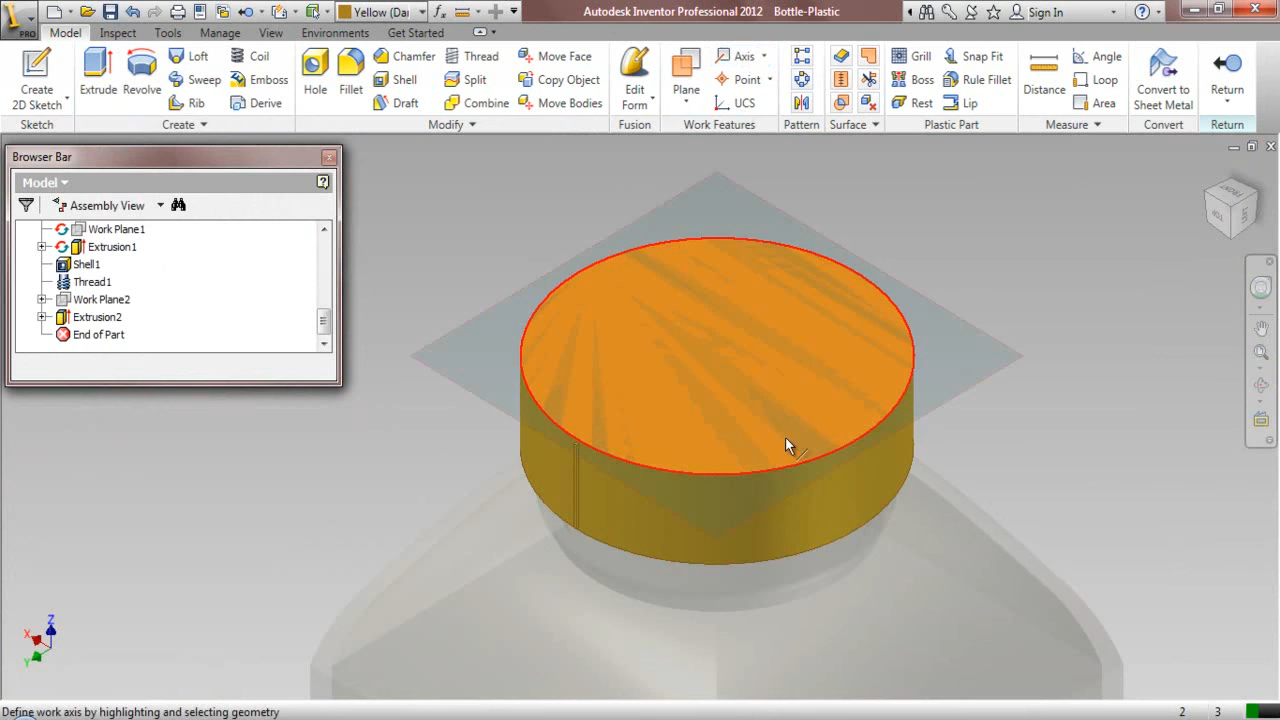 Yellow (Dar
Autodesk Inventor Professional 2012 Bottle-Plastic
Sign In
PRO
Model Inspect Tools Manage View Environments Get Started
Create
2D Sketch
Extrude Revolve
Loft Coil
Sweep Emboss
Rib Derive
Hole Fillet
Chamfer Thread Move Face
Shell Split Copy Object
Draft Combine Move Bodies
Edit
Form
Plane
Axis
Point
UCS
Grill Snap Fit
Boss Rule Fillet
Rest Lip
Distance
Angle
Loop
Area
Convert to
Sheet Metal
Return
Sketch Create Modify Fusion Work Features Pattern Surface Plastic Part Measure Convert Return
Browser Bar
Model
Assembly View
Work Plane1
Extrusion1
Shell1
Thread1
Work Plane2
Extrusion2
End of Part
FRONT
TOP
LEFT
Z
X
Y
Define work axis by highlighting and selecting geometry 2 3